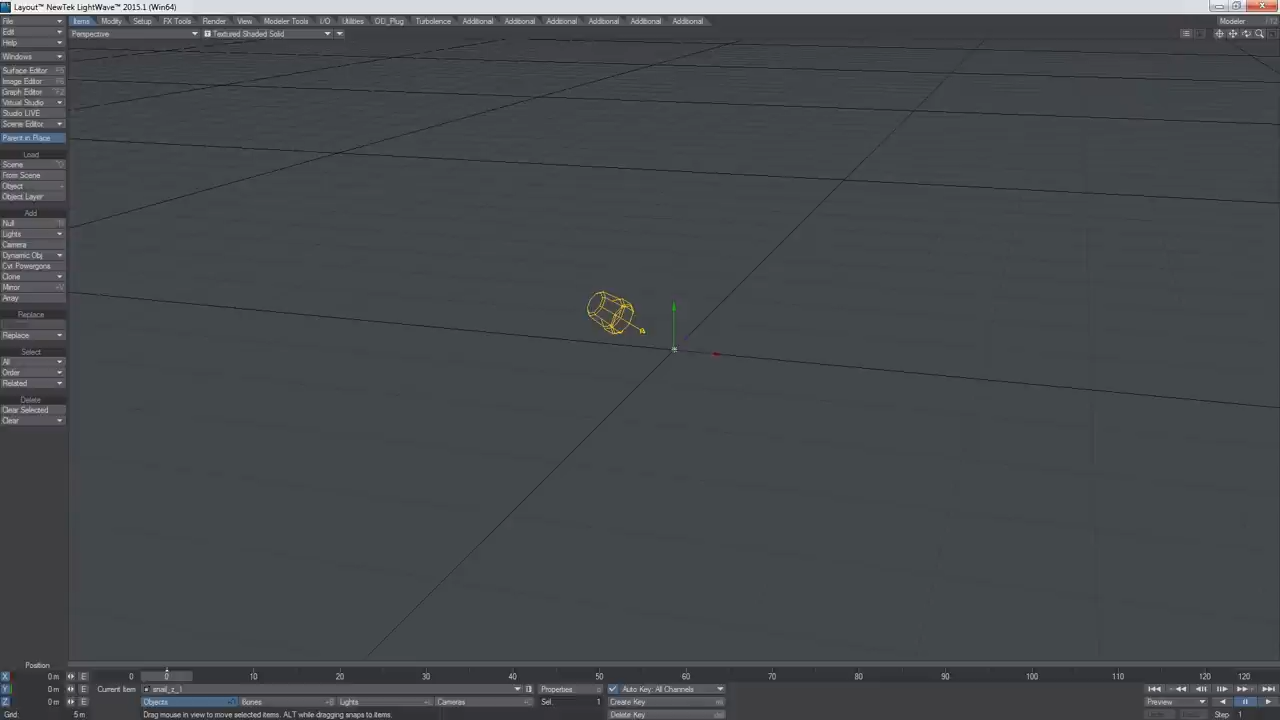 Layout™ NewTek LightWave™ 2015.1 (Win64)
File
Items Modify Setup FX Tools Render View Modeler Tools I/O Utilities OD_Plug Turbulence Additional Additional Additional Additional Additional Additional Modeler
Edit
Perspective Textured Shaded Solid
Help
Windows
Surface Editor F5
Image Editor F6
Graph Editor ^F2
Virtual Studio
Studio LIVE
Scene Editor
Parent in Place
Load
Scene
From Scene
Object +
Object Layer
Add
Null
Lights
Camera
Dynamic Obj
Cvt Powergons
Clone
Mirror
Array
Replace
Replace
Select
All
Order
Related
Delete
Clear Selected
Clear
Position
X 0 m E 0 0 10 20 30 40 50 60 70 80 90 100 110 120 120
Y 0 m E Current Item snail_z_1 Properties Auto Key: All Channels
Z 0 m E Objects Bones Lights Cameras Sel: 1 Create Key Preview
Grid: 5 m Drag mouse in view to move selected items. ALT while dragging snaps to items. Delete Key Step 1